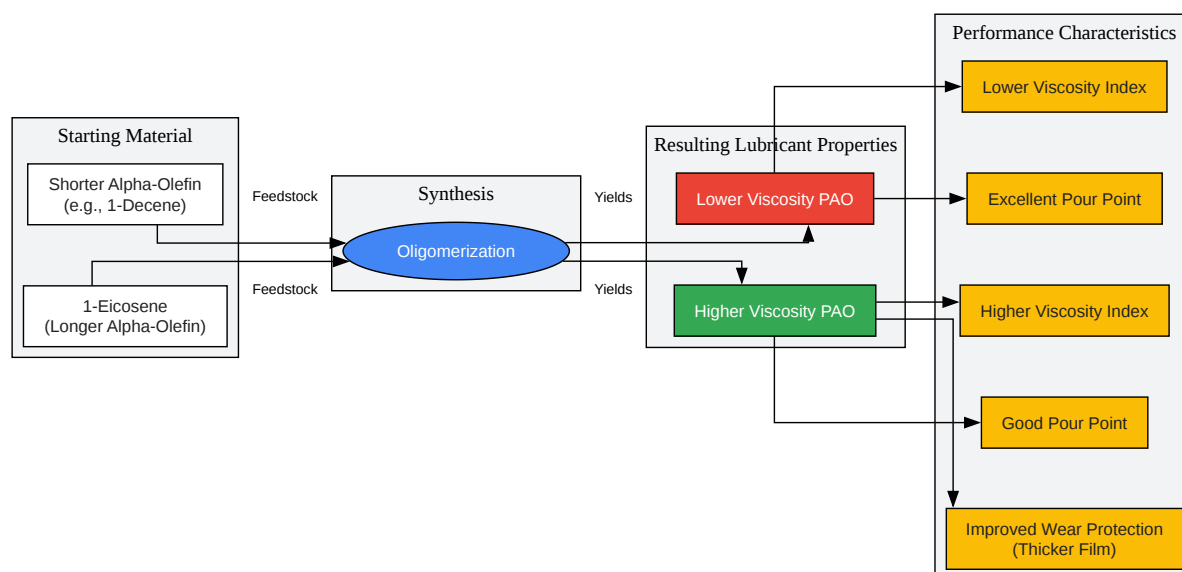 Starting Material
Shorter Alpha-Olefin
(e.g., 1-Decene)
1-Eicosene
(Longer Alpha-Olefin)
Feedstock
Feedstock
Synthesis
Oligomerization
Yields
Yields
Resulting Lubricant Properties
Lower Viscosity PAO
Higher Viscosity PAO
Performance Characteristics
Lower Viscosity Index
Excellent Pour Point
Higher Viscosity Index
Good Pour Point
Improved Wear Protection
(Thicker Film)